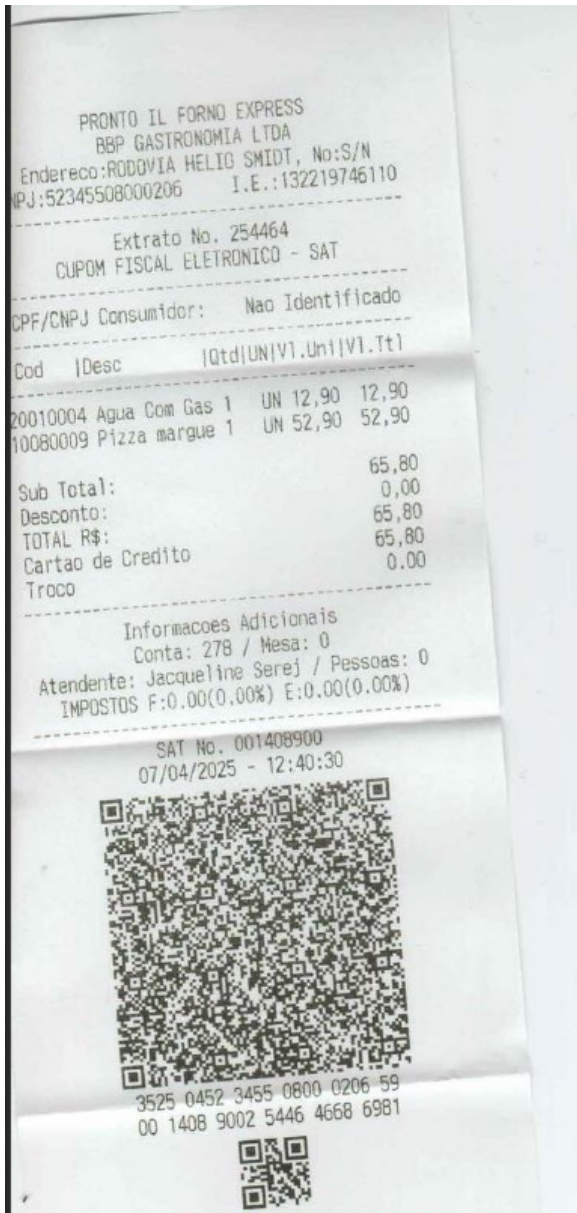 PRONTO IL FORNO EXPRESS
BBP GASTRONOMIA LTDA
Endereco:RODOVIA HELIO SMIDT, No:S/N
NPJ:52345508000206 I.E.:132219746110
Extrato No. 254464
CUPOM FISCAL ELETRONICO - SAT
CPF/CNPJ Consumidor: Nao Identificado
Cod |Desc |Qtd|UN|Vl.Uni|Vl.Ttl
20010004 Agua Com Gas 1 UN 12,90 12,90
10080009 Pizza margue 1 UN 52,90 52,90
Sub Total: 65,80
Desconto: 0,00
TOTAL R$: 65,80
Cartao de Credito 65,80
Troco 0.00
Informacoes Adicionais
Conta: 278 / Mesa: 0
Atendente: Jacqueline Serej / Pessoas: 0
IMPOSTOS F:0.00(0.00%) E:0.00(0.00%)
SAT No. 001408900
07/04/2025 - 12:40:30
3525 0452 3455 0800 0206 59
00 1408 9002 5446 4668 6981